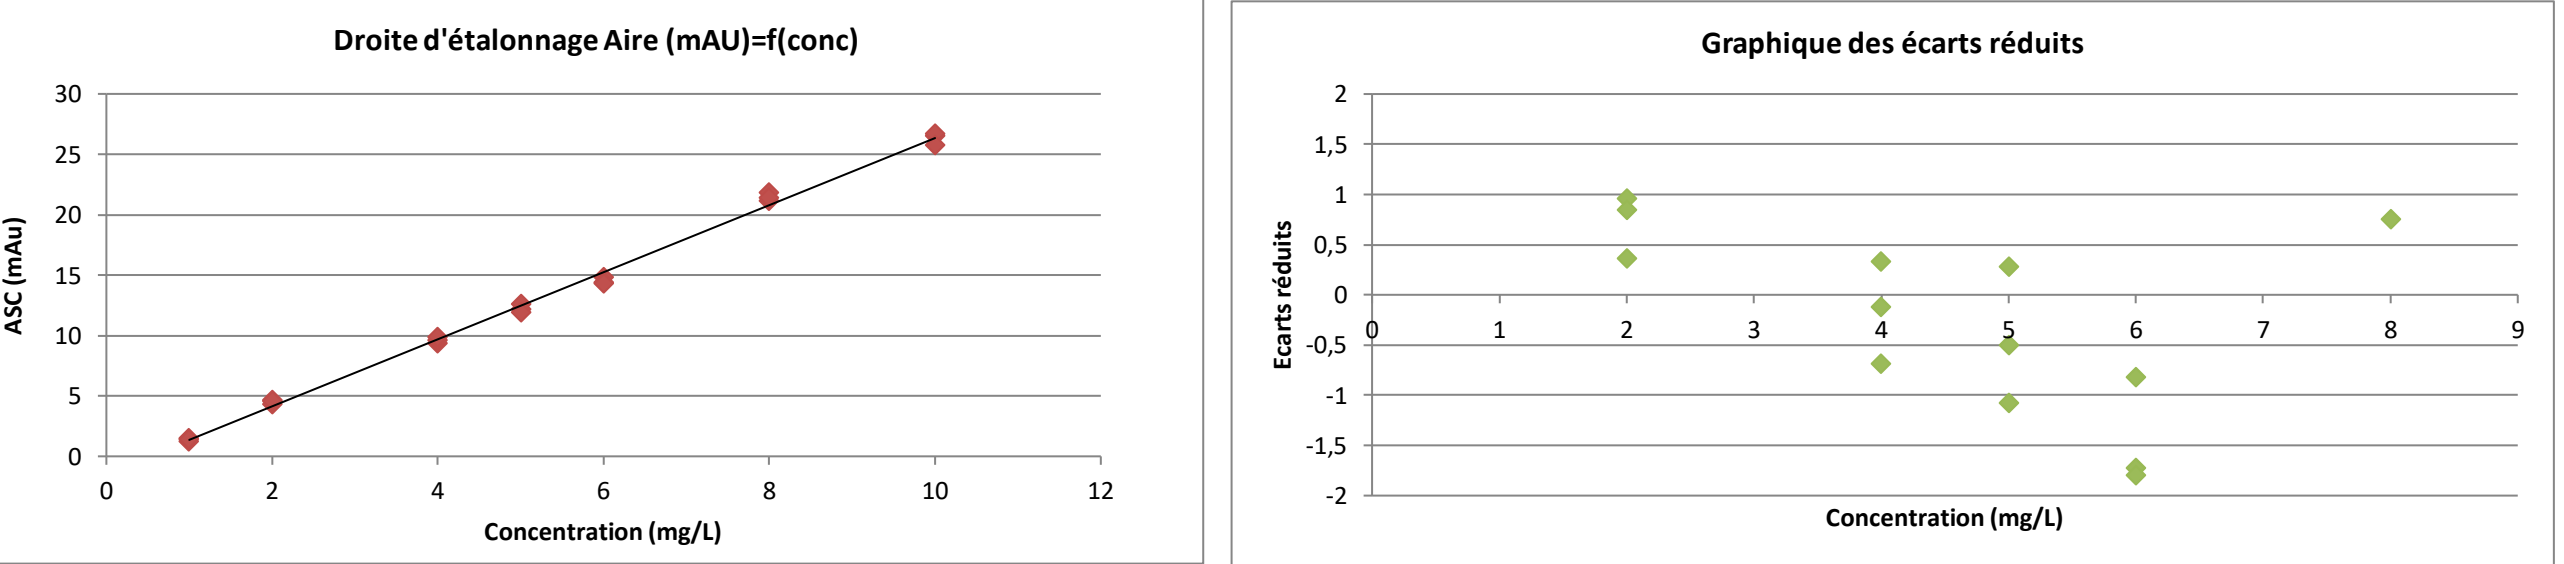 Droite d'étalonnage Aire (mAU)=f(conc)
30
25
20
15
10
5
0
0 2 4 6 8 10 12
ASC (mAu)
Concentration (mg/L)
Graphique des écarts réduits
2
1,5
1
0,5
0
-0,5
-1
-1,5
-2
0 1 2 3 4 5 6 7 8 9
Ecarts réduits
Concentration (mg/L)